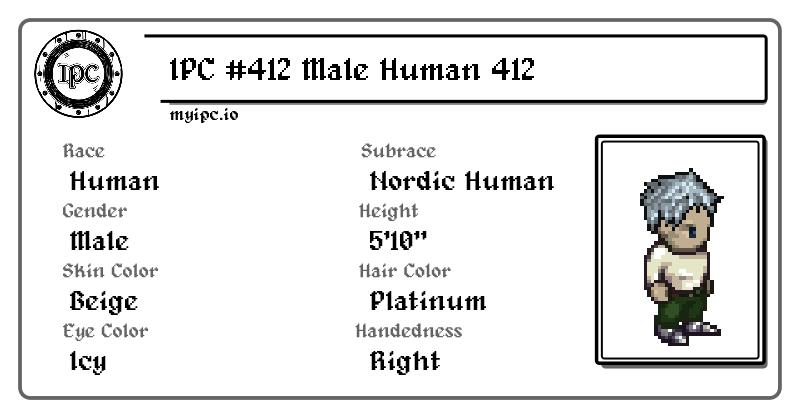 IPC
IPC #412 Male Human 412
myipc.io
Race
Human
Subrace
Nordic Human
Gender
Male
Height
5'10"
Skin Color
Beige
Hair Color
Platinum
Eye Color
Icy
Handedness
Right